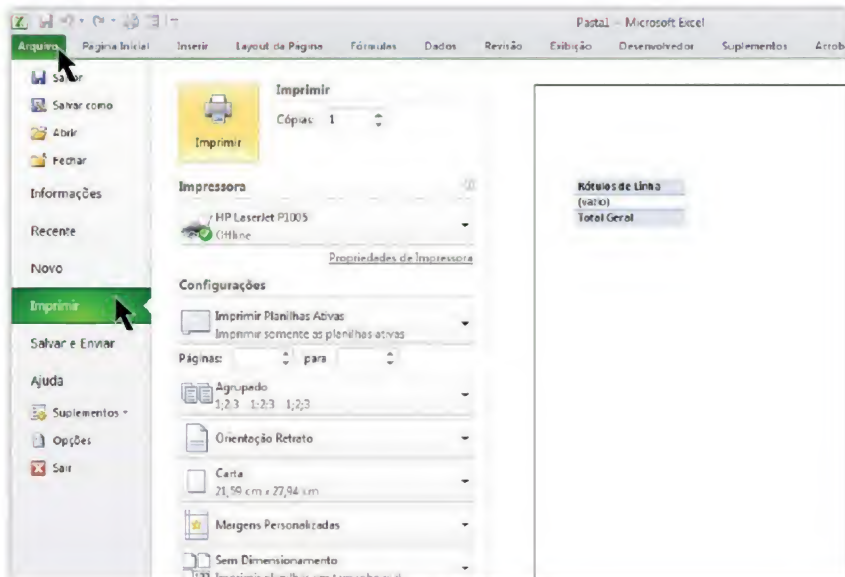 Pasta1 - Microsoft Excel
Arquivo Página Inicial Inserir Layout da Página Fórmulas Dados Revisão Exibição Desenvolvedor Suplementos Acrob
Salvar
Salvar como
Abrir
Fechar
Informações
Recente
Novo
Imprimir
Salvar e Enviar
Ajuda
Suplementos
Opções
Sair
Imprimir
Cópias: 1
Imprimir
Impressora
HP LaserJet P1005
Offline
Propriedades de Impressora
Configurações
Imprimir Planilhas Ativas
Imprimir somente as planilhas ativas
Páginas: para
Agrupado
1;2;3 1;2;3 1;2;3
Orientação Retrato
Carta
21,59 cm x 27,94 cm
Margens Personalizadas
Sem Dimensionamento
Rótulos de Linha
(vazio)
Total Geral